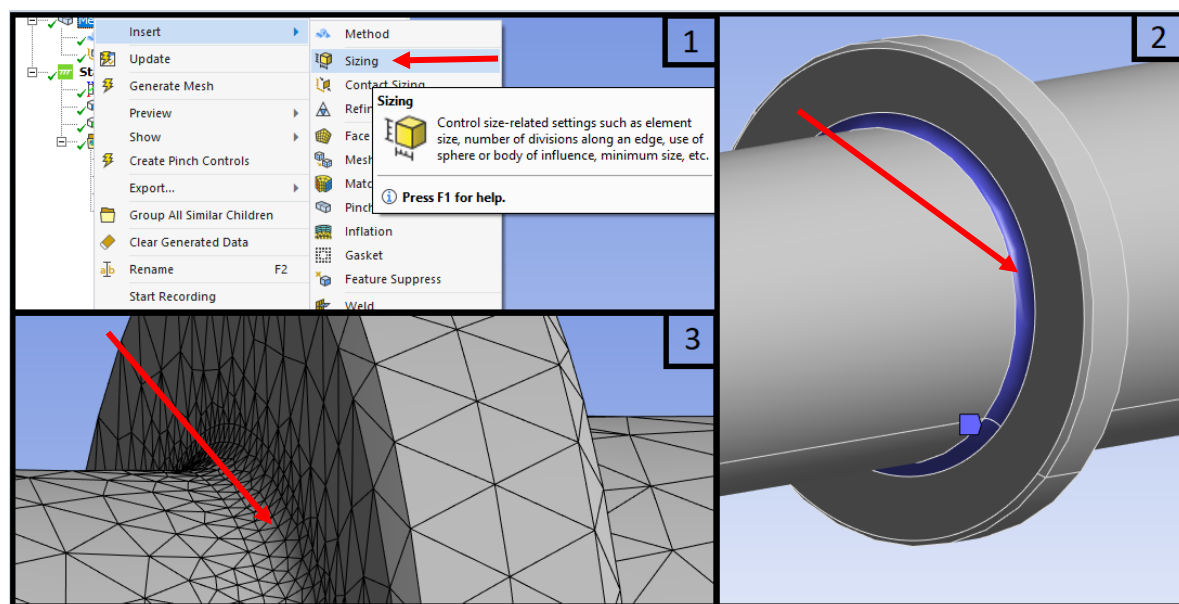 Insert
Update
Generate Mesh
Preview
Show
Create Pinch Controls
Export...
Group All Similar Children
Clear Generated Data
Rename F2
Start Recording
Method
Sizing
Contact Sizing
Face
Inflation
Gasket
Feature Suppress
Weld
Sizing
Control size-related settings such as element
size, number of divisions along an edge, use of
sphere or body of influence, minimum size, etc.
Press F1 for help.
1
2
3